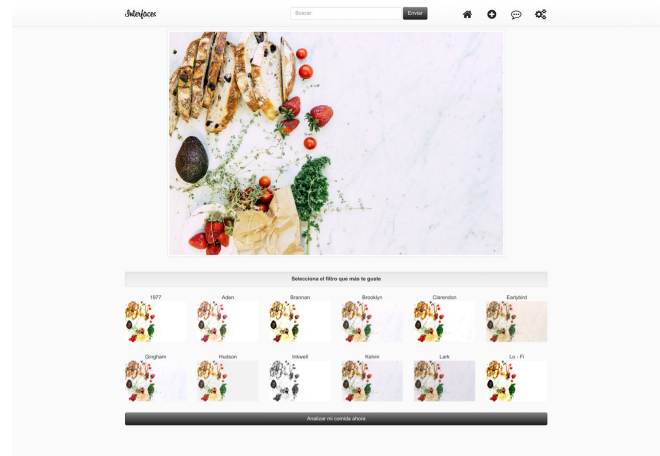 Interfaces
Buscar
Enviar
Selecciona el filtro que más te guste
1977
Aden
Brannan
Brooklyn
Clarendon
Earlybird
Gingham
Hudson
Inkwell
Kelvin
Lark
Lo - Fi
Analizar mi comida ahora